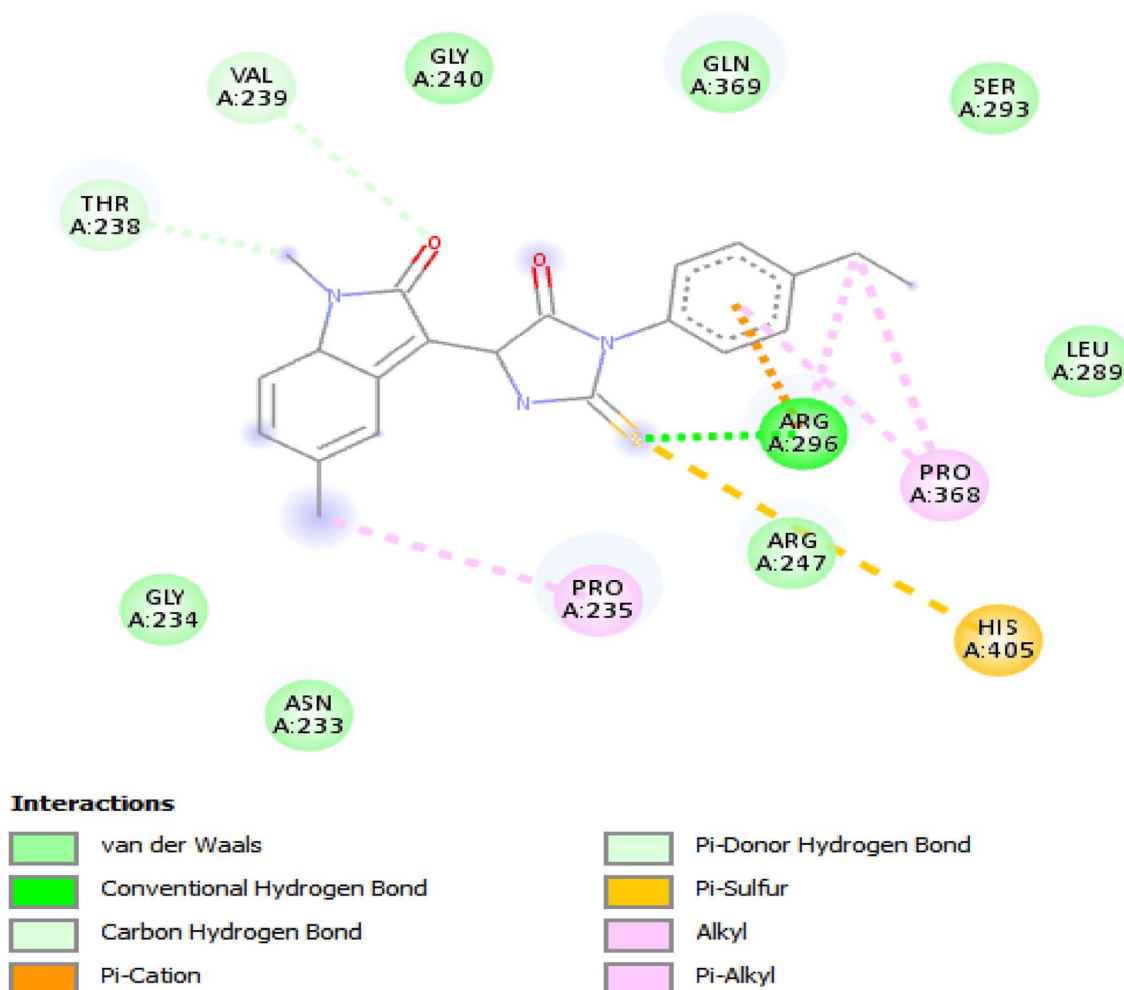 GLY
A:240
GLN
A:369
VAL
A:239
SER
A:293
THR
A:238
O
O
N
N
LEU
A:289
N
S
ARG
A:296
PRO
A:368
ARG
A:247
GLY
A:234
PRO
A:235
HIS
A:405
ASN
A:233
Interactions
van der Waals
Conventional Hydrogen Bond
Carbon Hydrogen Bond
Pi-Cation
Pi-Donor Hydrogen Bond
Pi-Sulfur
Alkyl
Pi-Alkyl